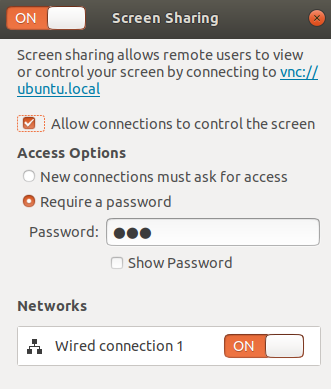 ON Screen Sharing
Screen sharing allows remote users to view
or control your screen by connecting to vnc://
ubuntu.local
Allow connections to control the screen
Access Options
New connections must ask for access
Require a password
Password: ●●●
Show Password
Networks
Wired connection 1 ON